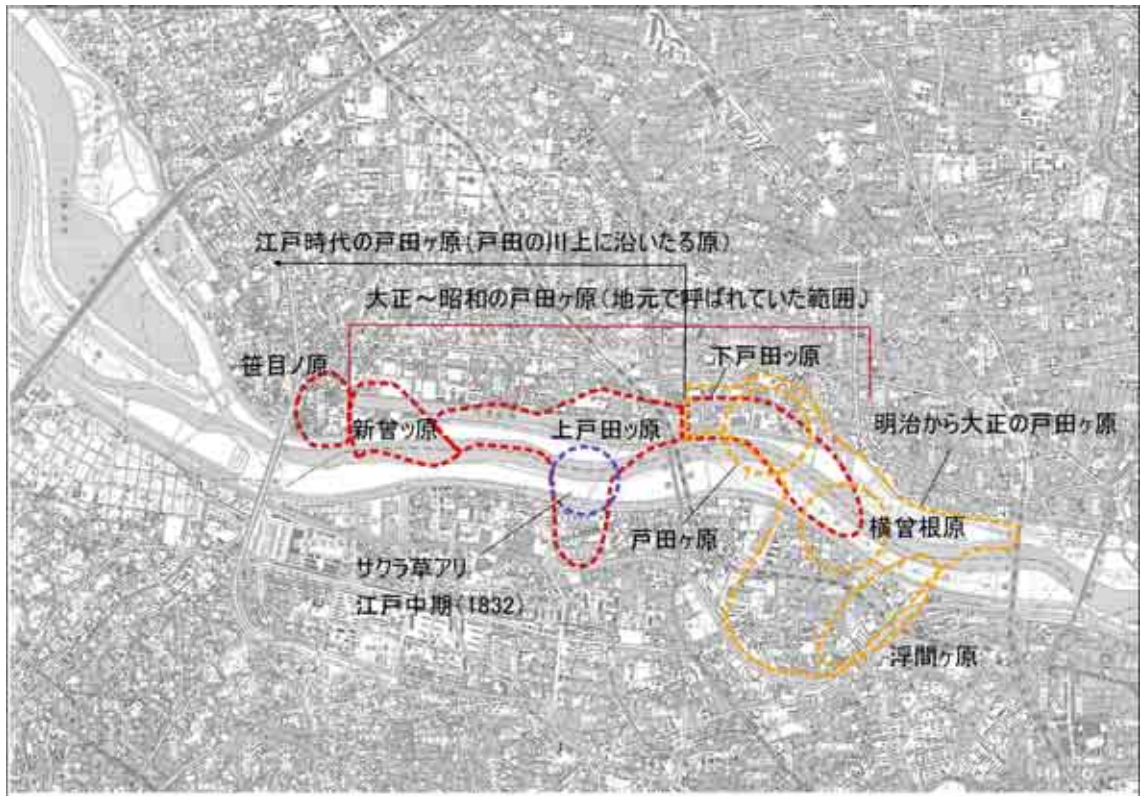 江戸時代の戸田ヶ原(戸田の川上に沿いたる原)
大正～昭和の戸田ヶ原(地元で呼ばれていた範囲)
笹目ノ原
下戸田ッ原
新曽ッ原
上戸田ッ原
明治から大正の戸田ヶ原
戸田ヶ原
横曽根原
サクラ草アリ
江戸中期(1832)
浮間ヶ原